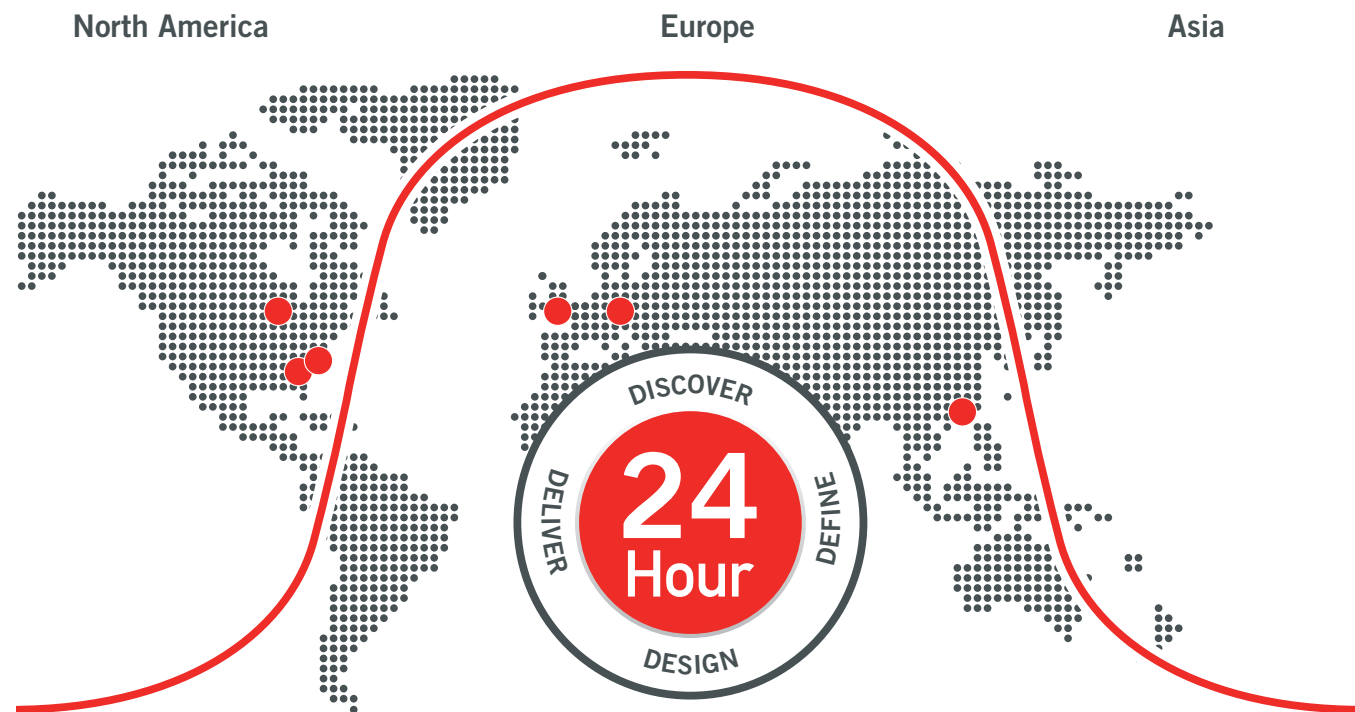 North America
Europe
Asia
DISCOVER
DEFINE
DESIGN
DELIVER
24
Hour